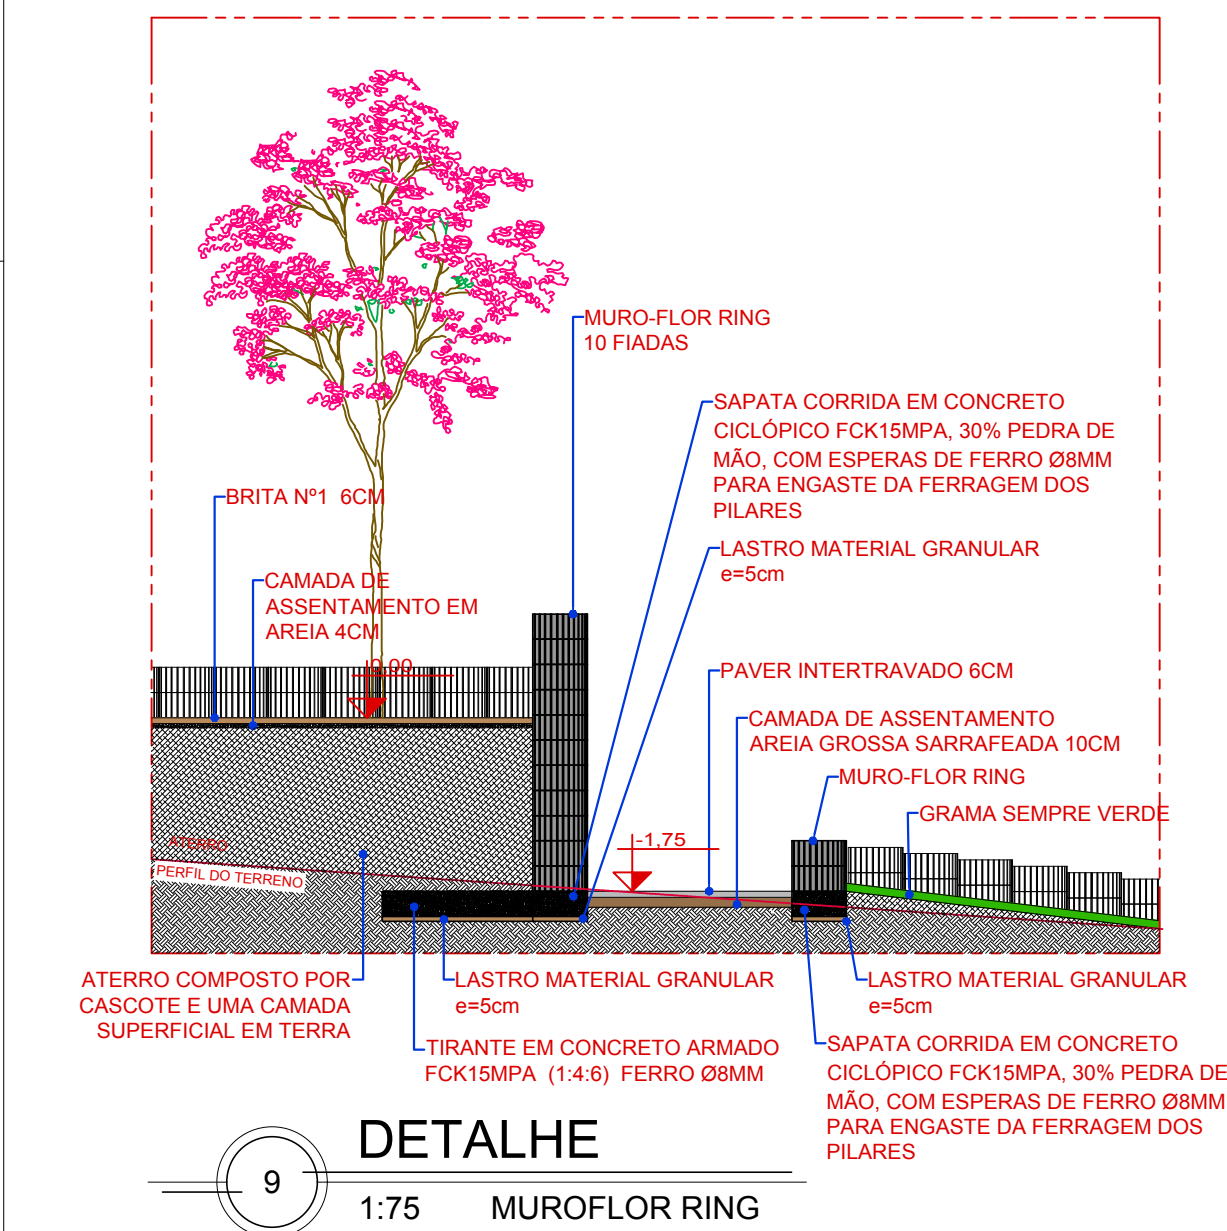 MURO-FLOR RING
10 FIADAS
SAPATA CORRIDA EM CONCRETO
CICLÓPICO FCK15MPA, 30% PEDRA DE
MÃO, COM ESPERAS DE FERRO Ø8MM
PARA ENGASTE DA FERRAGEM DOS
PILARES
BRITA Nº1 6CM
LASTRO MATERIAL GRANULAR
e=5cm
CAMADA DE
ASSENTAMENTO EM
AREIA 4CM
0,00
PAVER INTERTRAVADO 6CM
CAMADA DE ASSENTAMENTO
AREIA GROSSA SARRAFEADA 10CM
MURO-FLOR RING
GRAMA SEMPRE VERDE
-1,75
ATERRO
PERFIL DO TERRENO
ATERRO COMPOSTO POR
CASCOTE E UMA CAMADA
SUPERFICIAL EM TERRA
LASTRO MATERIAL GRANULAR
e=5cm
TIRANTE EM CONCRETO ARMADO
FCK15MPA (1:4:6) FERRO Ø8MM
LASTRO MATERIAL GRANULAR
e=5cm
SAPATA CORRIDA EM CONCRETO
CICLÓPICO FCK15MPA, 30% PEDRA DE
MÃO, COM ESPERAS DE FERRO Ø8MM
PARA ENGASTE DA FERRAGEM DOS
PILARES
DETALHE
9
1:75 MUROFLOR RING